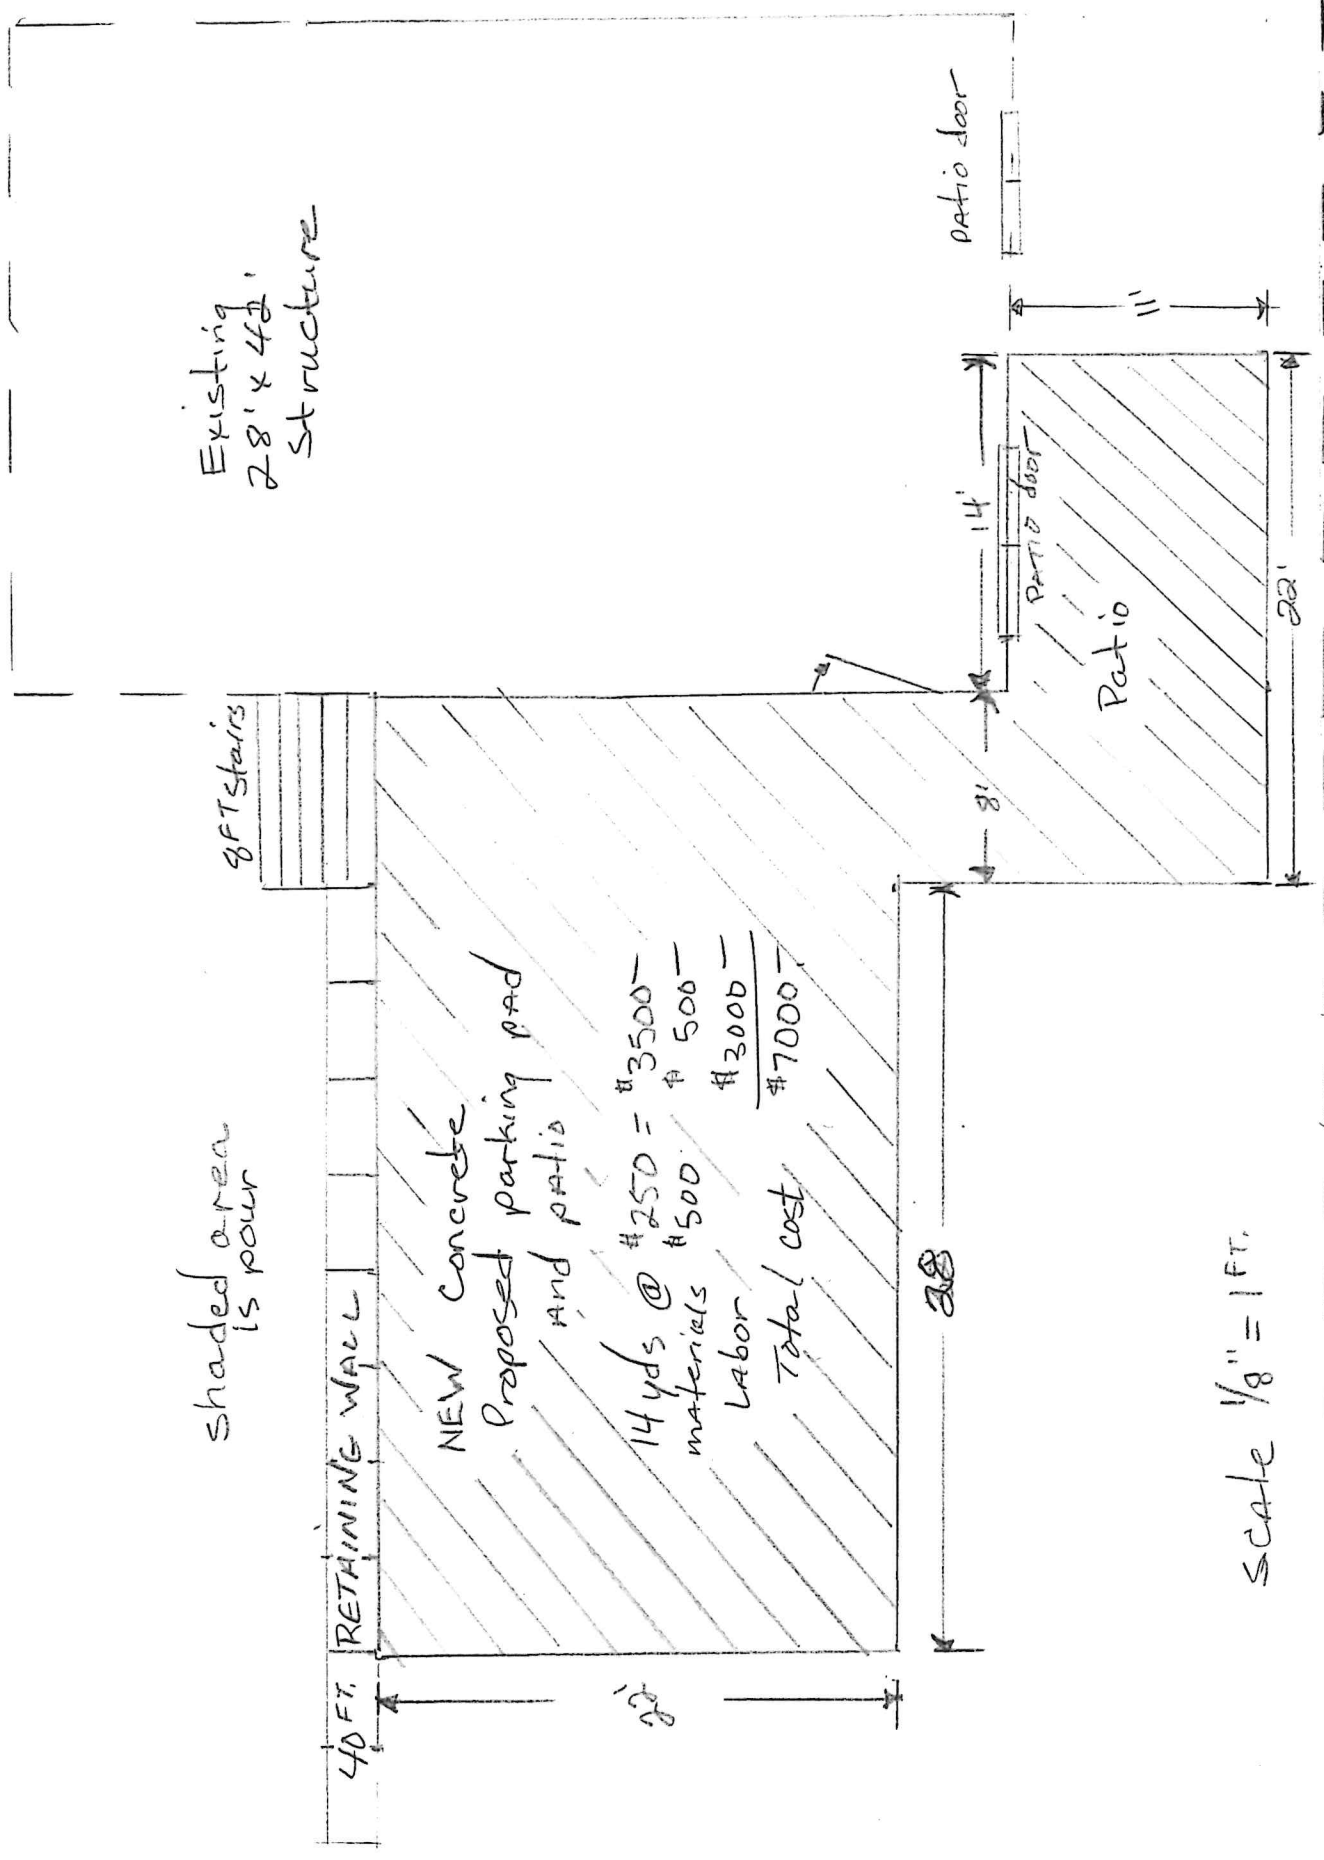 shaded area
is pour
Existing
28' x 42'
structure
8 FT stairs
40 FT. RETAINING WALL
NEW Concrete
Proposed parking pad
And patio
14 yds @ $250 = $3500-
materials $500. $ 500-
Labor $3000-
Total cost $7000-
22'
8'
14'
Patio door
patio door
11'
Patio
22'
Scale 1/8" = 1 FT.